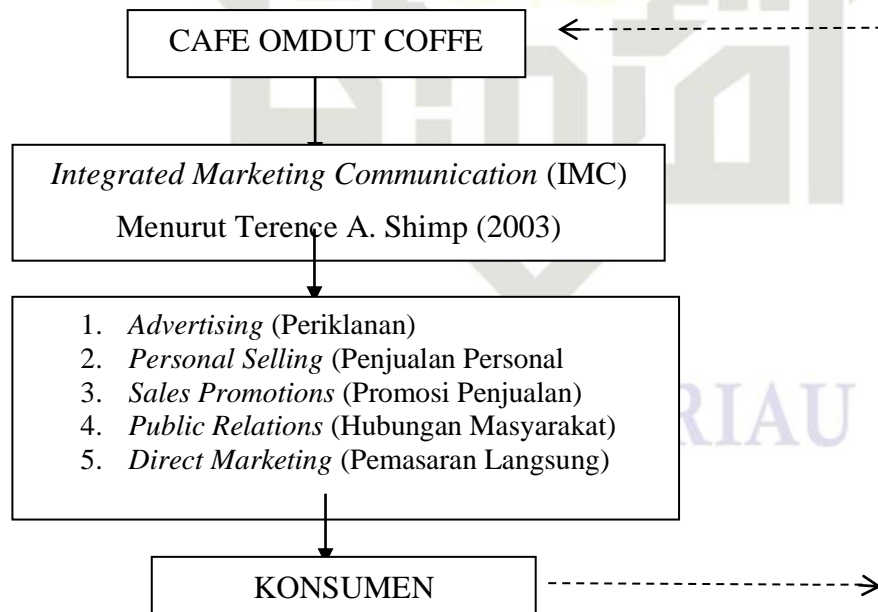 CAFE OMDUT COFFE
Integrated Marketing Communication (IMC)
Menurut Terence A. Shimp (2003)
1. Advertising (Periklanan)
2. Personal Selling (Penjualan Personal
3. Sales Promotions (Promosi Penjualan)
4. Public Relations (Hubungan Masyarakat)
5. Direct Marketing (Pemasaran Langsung)
RIAU
KONSUMEN